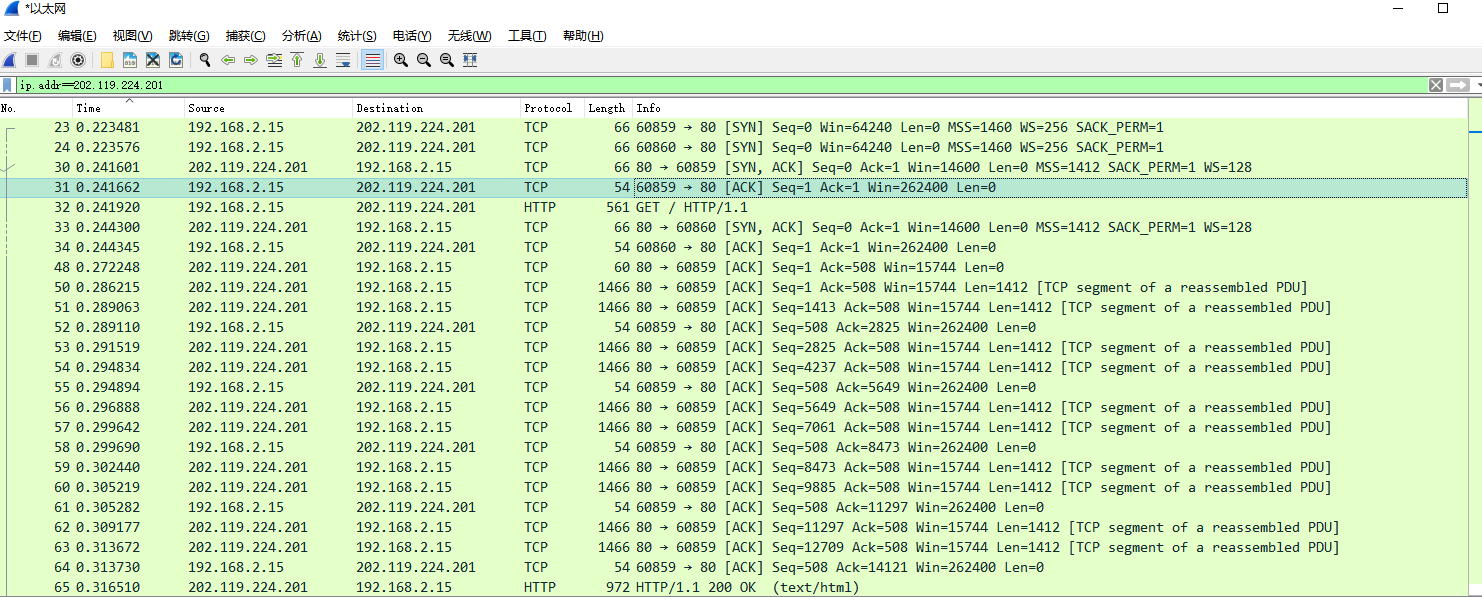 *以太网
文件(F) 编辑(E) 视图(V) 跳转(G) 捕获(C) 分析(A) 统计(S) 电话(Y) 无线(W) 工具(T) 帮助(H)
ip.addr==202.119.224.201
No. Time Source Destination Protocol Length Info
23 0.223481 192.168.2.15 202.119.224.201 TCP 66 60859 → 80 [SYN] Seq=0 Win=64240 Len=0 MSS=1460 WS=256 SACK_PERM=1
24 0.223576 192.168.2.15 202.119.224.201 TCP 66 60860 → 80 [SYN] Seq=0 Win=64240 Len=0 MSS=1460 WS=256 SACK_PERM=1
30 0.241601 202.119.224.201 192.168.2.15 TCP 66 80 → 60859 [SYN, ACK] Seq=0 Ack=1 Win=14600 Len=0 MSS=1412 SACK_PERM=1 WS=128
31 0.241662 192.168.2.15 202.119.224.201 TCP 54 60859 → 80 [ACK] Seq=1 Ack=1 Win=262400 Len=0
32 0.241920 192.168.2.15 202.119.224.201 HTTP 561 GET / HTTP/1.1
33 0.244300 202.119.224.201 192.168.2.15 TCP 66 80 → 60860 [SYN, ACK] Seq=0 Ack=1 Win=14600 Len=0 MSS=1412 SACK_PERM=1 WS=128
34 0.244345 192.168.2.15 202.119.224.201 TCP 54 60860 → 80 [ACK] Seq=1 Ack=1 Win=262400 Len=0
48 0.272248 202.119.224.201 192.168.2.15 TCP 60 80 → 60859 [ACK] Seq=1 Ack=508 Win=15744 Len=0
50 0.286215 202.119.224.201 192.168.2.15 TCP 1466 80 → 60859 [ACK] Seq=1 Ack=508 Win=15744 Len=1412 [TCP segment of a reassembled PDU]
51 0.289063 202.119.224.201 192.168.2.15 TCP 1466 80 → 60859 [ACK] Seq=1413 Ack=508 Win=15744 Len=1412 [TCP segment of a reassembled PDU]
52 0.289110 192.168.2.15 202.119.224.201 TCP 54 60859 → 80 [ACK] Seq=508 Ack=2825 Win=262400 Len=0
53 0.291519 202.119.224.201 192.168.2.15 TCP 1466 80 → 60859 [ACK] Seq=2825 Ack=508 Win=15744 Len=1412 [TCP segment of a reassembled PDU]
54 0.294834 202.119.224.201 192.168.2.15 TCP 1466 80 → 60859 [ACK] Seq=4237 Ack=508 Win=15744 Len=1412 [TCP segment of a reassembled PDU]
55 0.294894 192.168.2.15 202.119.224.201 TCP 54 60859 → 80 [ACK] Seq=508 Ack=5649 Win=262400 Len=0
56 0.296888 202.119.224.201 192.168.2.15 TCP 1466 80 → 60859 [ACK] Seq=5649 Ack=508 Win=15744 Len=1412 [TCP segment of a reassembled PDU]
57 0.299642 202.119.224.201 192.168.2.15 TCP 1466 80 → 60859 [ACK] Seq=7061 Ack=508 Win=15744 Len=1412 [TCP segment of a reassembled PDU]
58 0.299690 192.168.2.15 202.119.224.201 TCP 54 60859 → 80 [ACK] Seq=508 Ack=8473 Win=262400 Len=0
59 0.302440 202.119.224.201 192.168.2.15 TCP 1466 80 → 60859 [ACK] Seq=8473 Ack=508 Win=15744 Len=1412 [TCP segment of a reassembled PDU]
60 0.305219 202.119.224.201 192.168.2.15 TCP 1466 80 → 60859 [ACK] Seq=9885 Ack=508 Win=15744 Len=1412 [TCP segment of a reassembled PDU]
61 0.305282 192.168.2.15 202.119.224.201 TCP 54 60859 → 80 [ACK] Seq=508 Ack=11297 Win=262400 Len=0
62 0.309177 202.119.224.201 192.168.2.15 TCP 1466 80 → 60859 [ACK] Seq=11297 Ack=508 Win=15744 Len=1412 [TCP segment of a reassembled PDU]
63 0.313672 202.119.224.201 192.168.2.15 TCP 1466 80 → 60859 [ACK] Seq=12709 Ack=508 Win=15744 Len=1412 [TCP segment of a reassembled PDU]
64 0.313730 192.168.2.15 202.119.224.201 TCP 54 60859 → 80 [ACK] Seq=508 Ack=14121 Win=262400 Len=0
65 0.316510 202.119.224.201 192.168.2.15 HTTP 972 HTTP/1.1 200 OK (text/html)